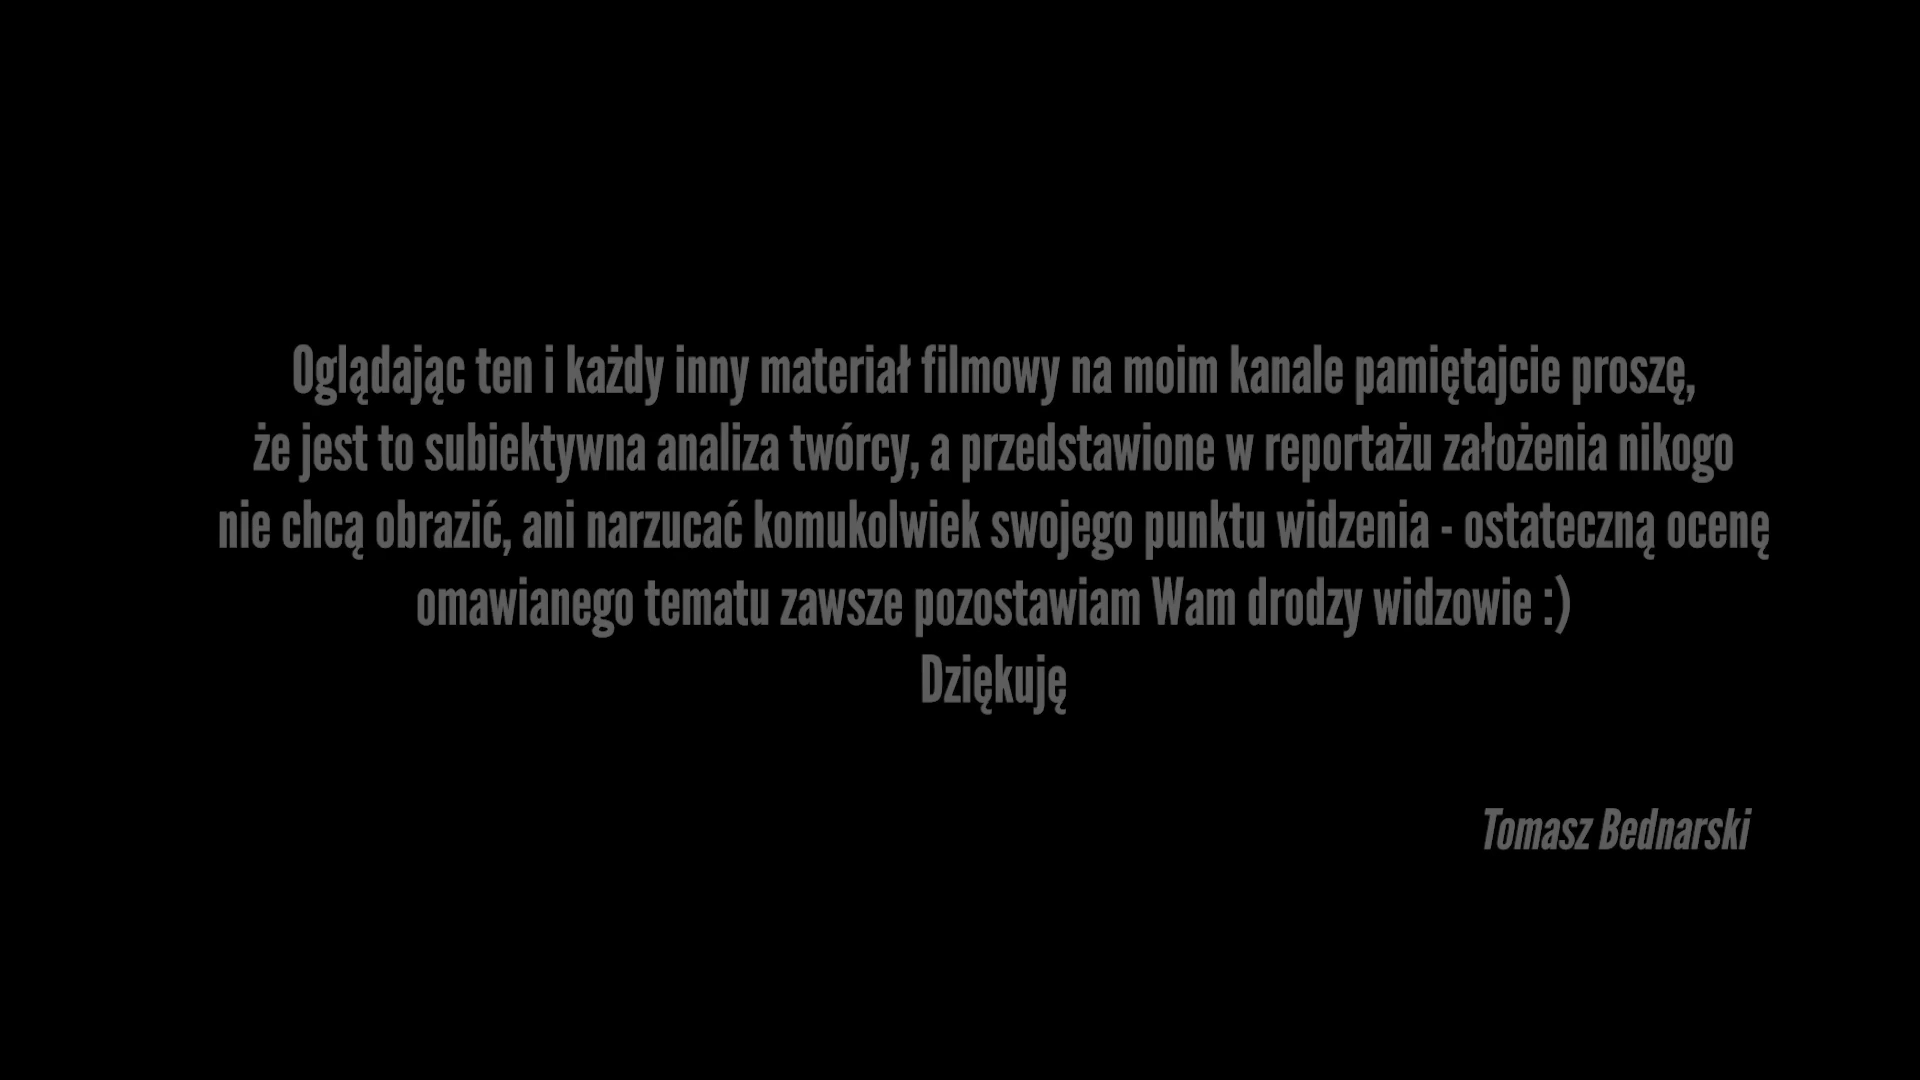 Oglądając ten i każdy inny materiał filmowy na moim kanale pamiętajcie proszę,
że jest to subiektywna analiza twórcy, a przedstawione w reportażu założenia nikogo
nie chcą obrazić, ani narzucać komukolwiek swojego punktu widzenia - ostateczną ocenę
omawianego tematu zawsze pozostawiam Wam drodzy widzowie :)
Dziękuję
Tomasz Bednarski